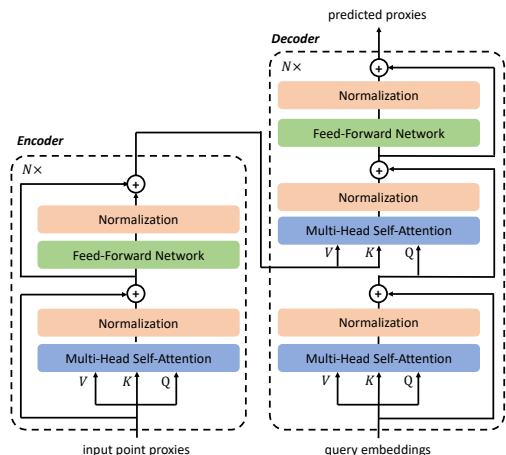 predicted proxies
Decoder
N×
Normalization
Feed-Forward Network
Normalization
Multi-Head Self-Attention
V K Q
Normalization
Multi-Head Self-Attention
V K Q
query embeddings
Encoder
N×
Normalization
Feed-Forward Network
Normalization
Multi-Head Self-Attention
V K Q
input point proxies